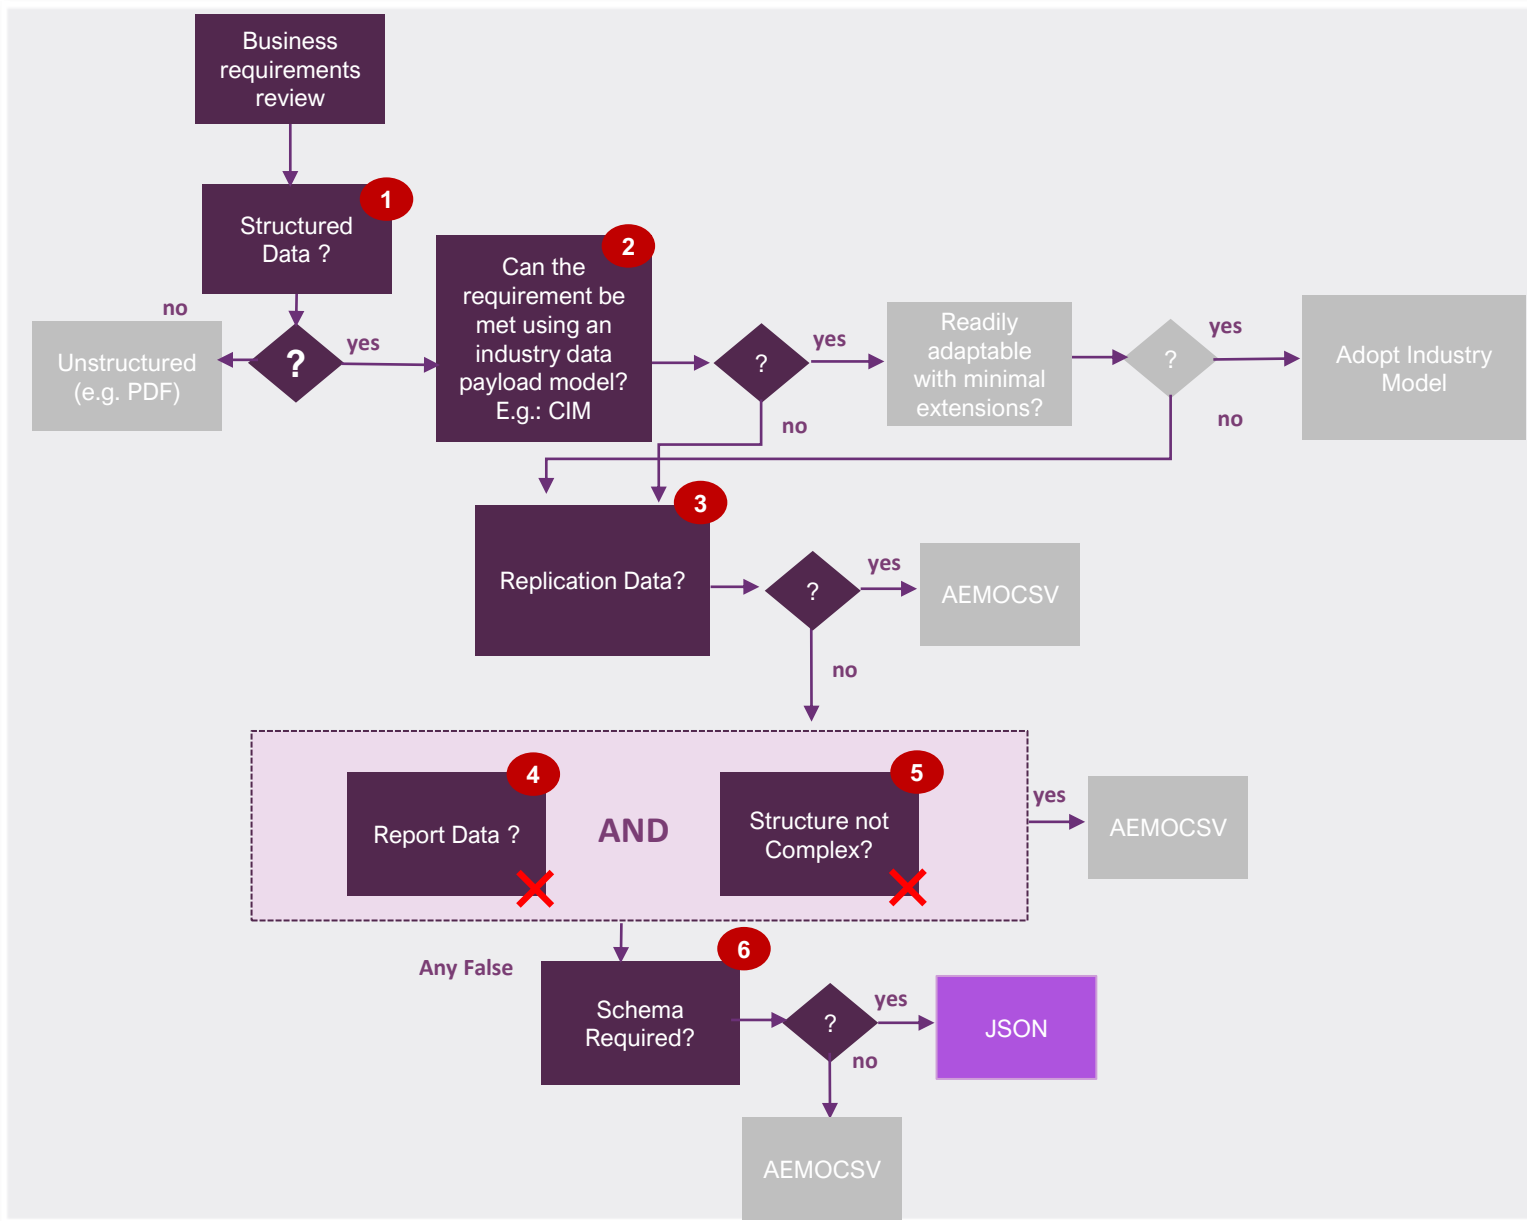 Business
requirements
review
1
Structured
Data ?
no
?
yes
Unstructured
(e.g. PDF)
2
Can the
requirement be
met using an
industry data
payload model?
E.g.: CIM
?
yes
no
Readily
adaptable
with minimal
extensions?
?
yes
no
Adopt Industry
Model
3
Replication Data?
?
yes
no
AEMOCSV
4
Report Data ?
AND
5
Structure not
Complex?
yes
AEMOCSV
Any False
6
Schema
Required?
?
yes
no
JSON
AEMOCSV